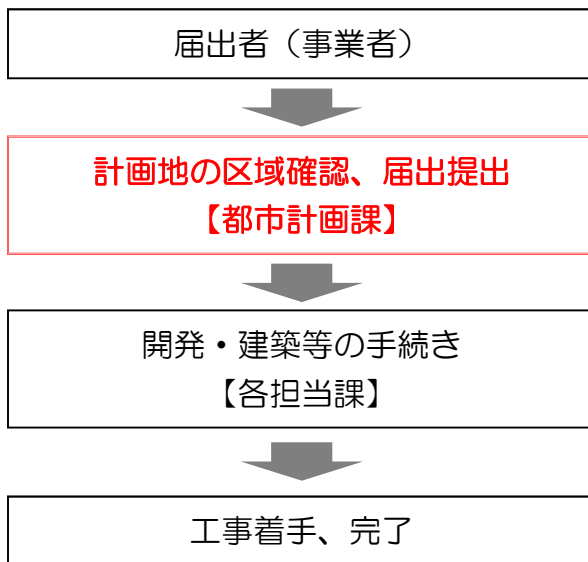 届出者（事業者）
計画地の区域確認、届出提出
【都市計画課】
開発・建築等の手続き
【各担当課】
工事着手、完了